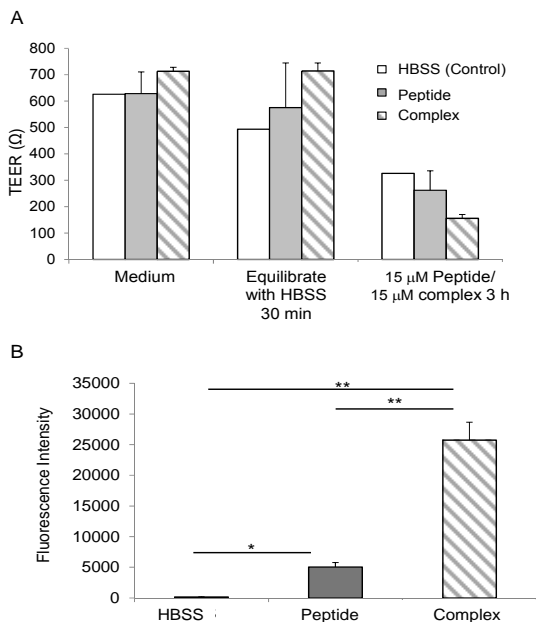 A
800
700
600
500
400
300
200
100
0
TEER (Ω)
HBSS (Control)
Peptide
Complex
Medium
Equilibrate
with HBSS
30 min
15 μM Peptide/
15 μM complex 3 h
B
35000
30000
25000
20000
15000
10000
5000
0
Fluorescence Intensity
**
**
*
HBSS
Peptide
Complex